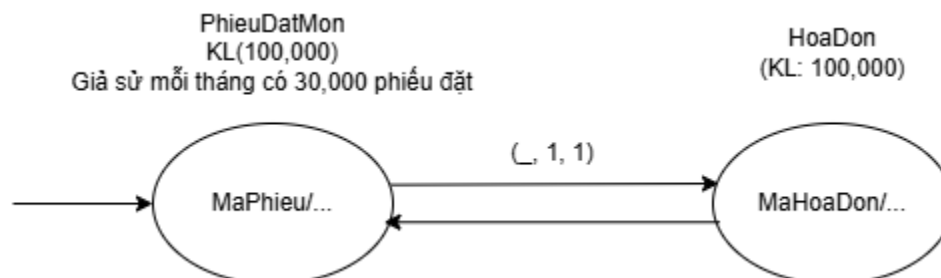 PhieuDatMon
KL(100,000)
Giả sử mỗi tháng có 30,000 phiếu đặt
HoaDon
(KL: 100,000)
(_, 1, 1)
MaPhieu/...
MaHoaDon/...